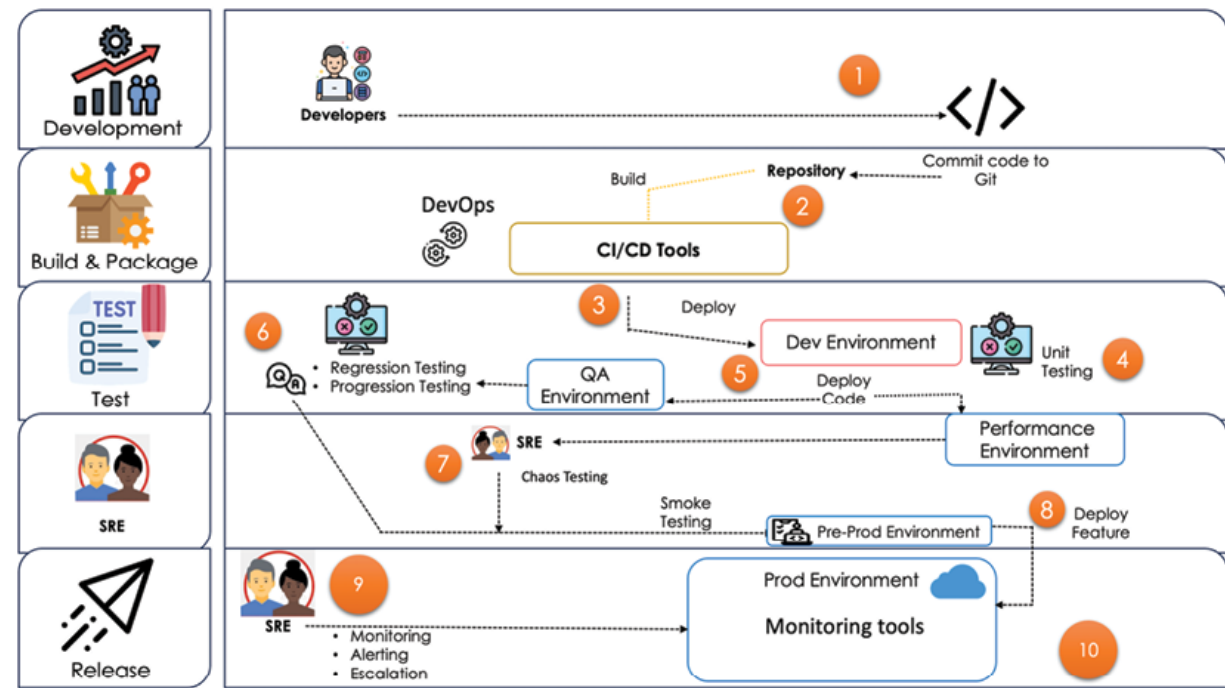 Development
Developers
1
</>
Build & Package
Build
Repository
Commit code to
Git
2
DevOps
CI/CD Tools
TEST
Test
3
Deploy
Dev Environment
Unit
Testing
4
6
• Regression Testing
• Progression Testing
Q
A
QA
Environment
5
Deploy
Code
SRE
Performance
Environment
SRE
7
Chaos Testing
Smoke
Testing
Pre-Prod Environment
8
Deploy
Feature
Release
SRE
9
• Monitoring
• Alerting
• Escalation
Prod Environment
Monitoring tools
10